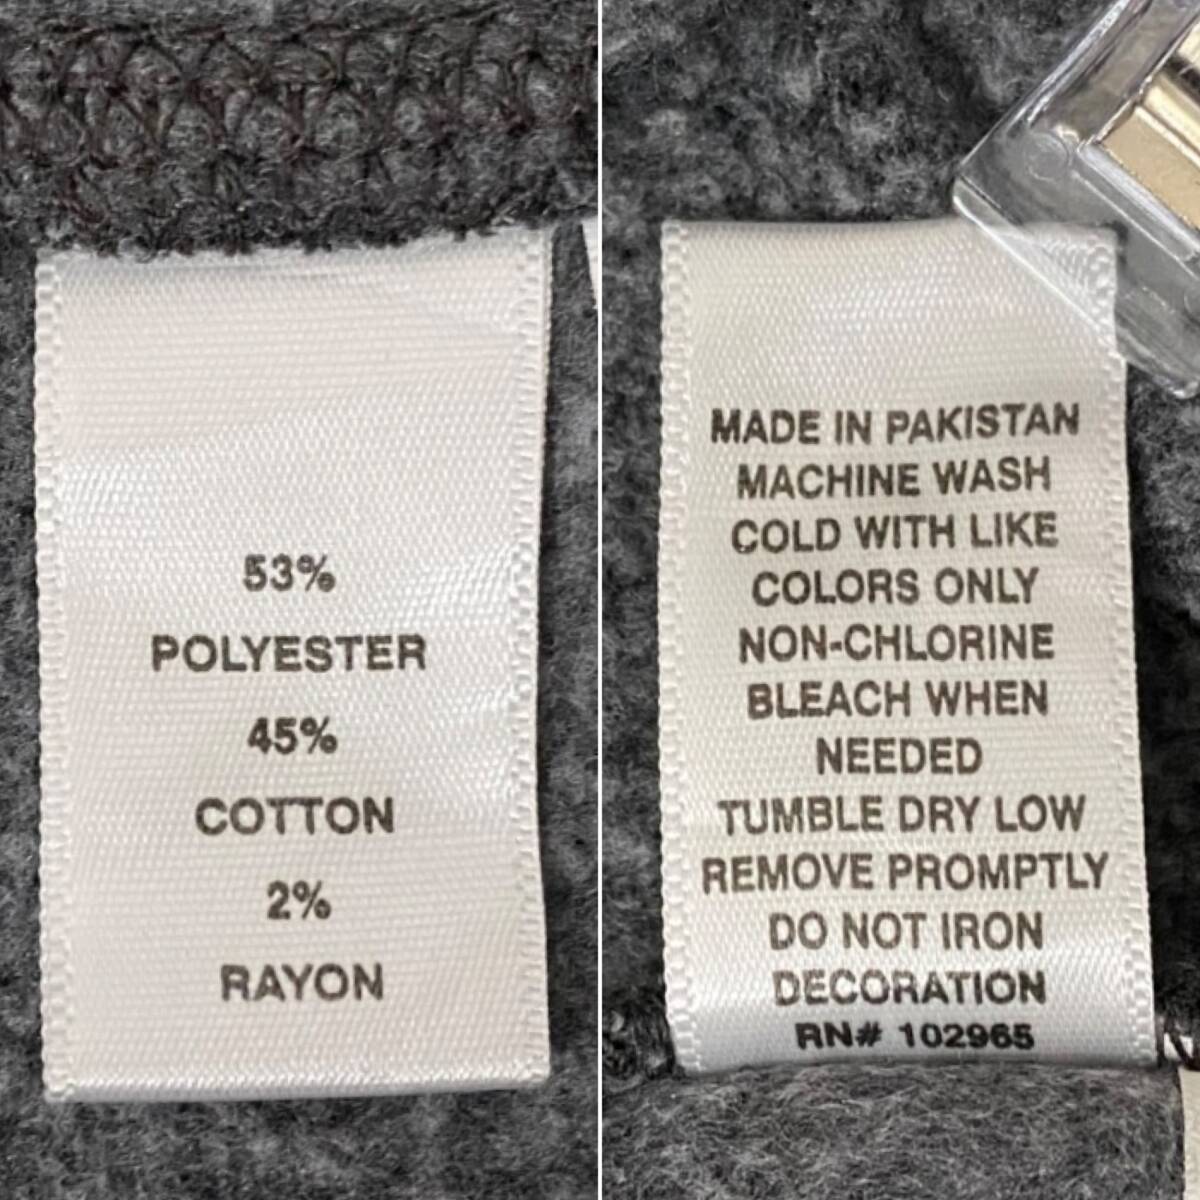 53%
POLYESTER
45%
COTTON
2%
RAYON
MADE IN PAKISTAN
MACHINE WASH
COLD WITH LIKE
COLORS ONLY
NON-CHLORINE
BLEACH WHEN
NEEDED
TUMBLE DRY LOW
REMOVE PROMPTLY
DO NOT IRON
DECORATION
RN# 102965